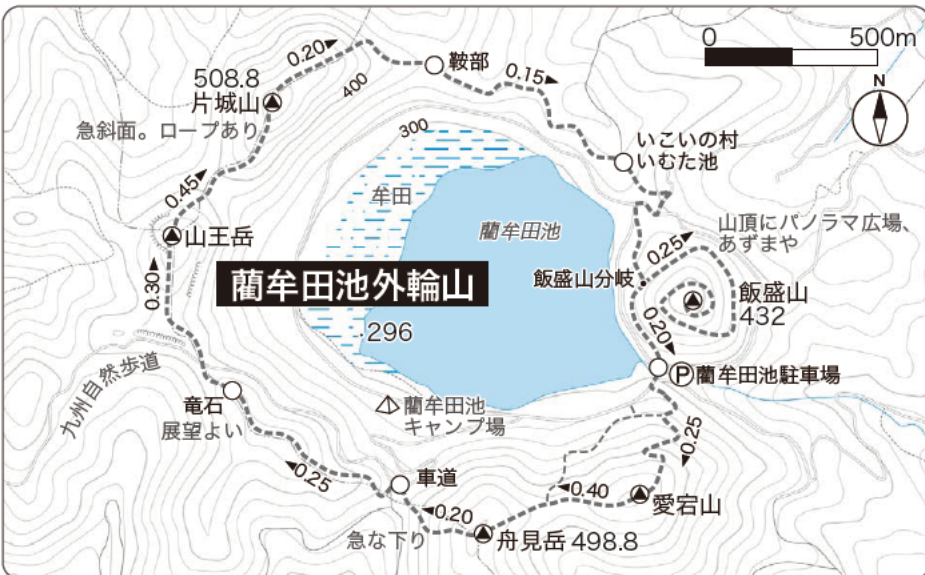 0 500m
N
508.8
片城山
急斜面。ロープあり
0.20
400
鞍部
0.15
いこいの村
いむた池
300
牟田
藺牟田池
0.45
山王岳
0.30
藺牟田池外輪山
296
飯盛山分岐
0.25
山頂にパノラマ広場、
あずまや
飯盛山
432
0.20
P 藺牟田池駐車場
九州自然歩道
竜石
展望よい
藺牟田池
キャンプ場
0.25
車道
0.25
0.40
愛宕山
0.20
急な下り
舟見岳 498.8